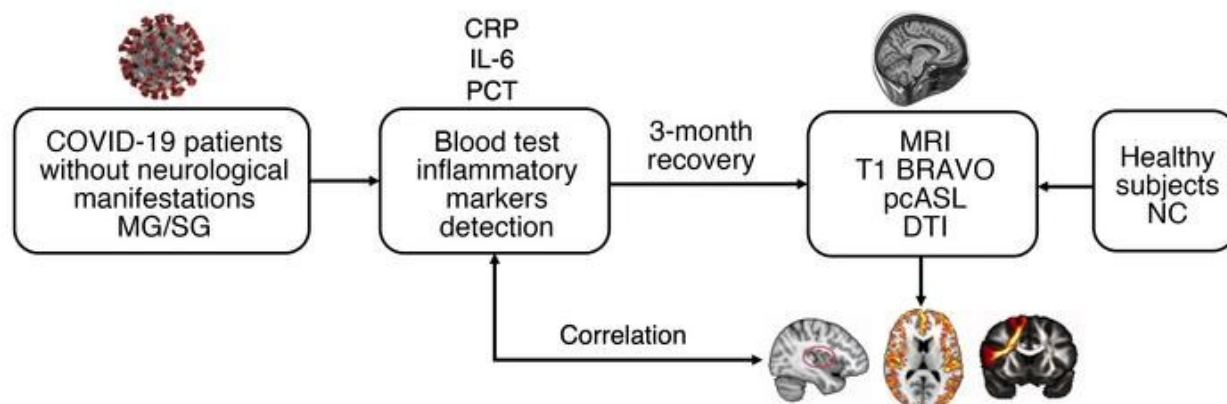 CRP
IL-6
PCT
COVID-19 patients
without neurological
manifestations
MG/SG
Blood test
inflammatory
markers
detection
3-month
recovery
MRI
T1 BRAVO
pcASL
DTI
Healthy
subjects
NC
Correlation